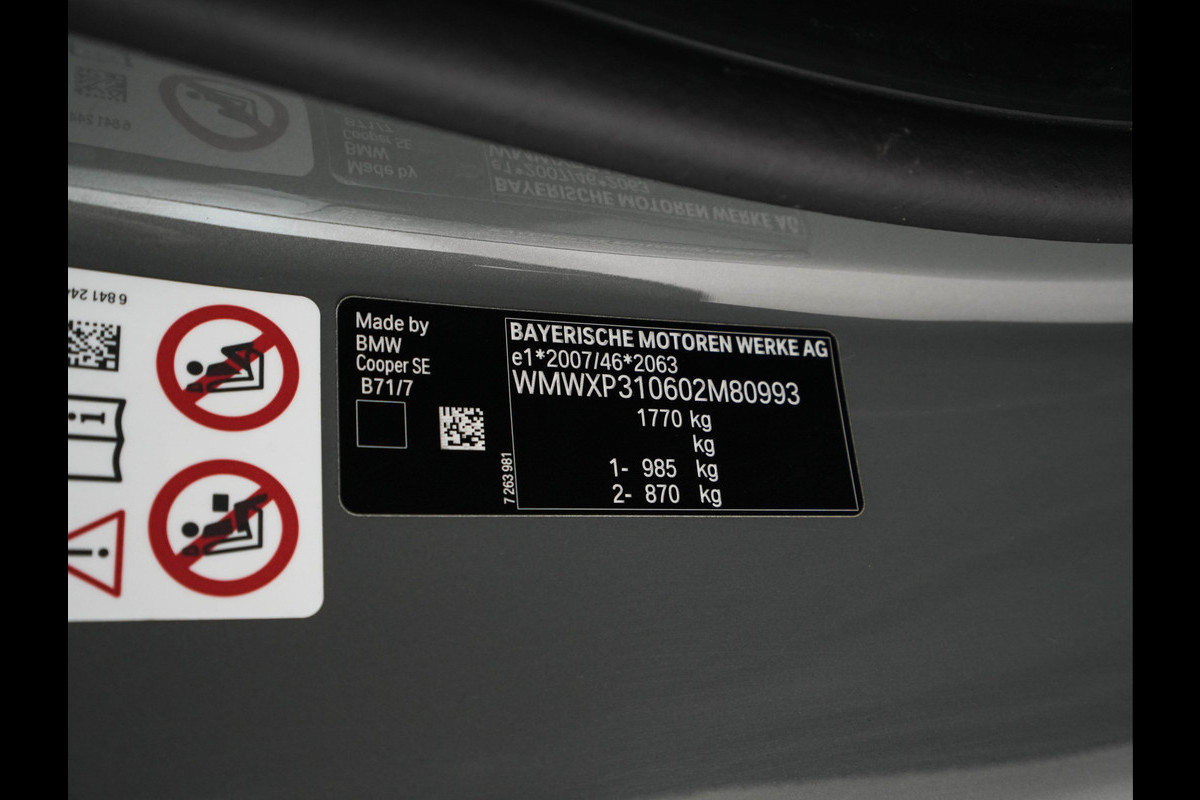 6 841 244
Made by
BMW
Cooper SE
B71/7
7 263 981
BAYERISCHE MOTOREN WERKE AG
e1*2007/46*2063
WMWXP310602M80993
1770 kg
kg
1- 985 kg
2- 870 kg